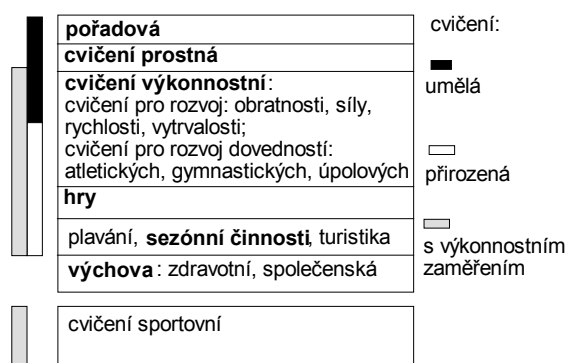 pořadová
cvičení prostná
cvičení výkonnostní:
cvičení pro rozvoj: obratnosti, síly,
rychlosti, vytrvalosti;
cvičení pro rozvoj dovedností:
atletických, gymnastických, úpolových
hry
plavání, sezónní činnosti, turistika
výchova: zdravotní, společenská
cvičení sportovní
cvičení:
umělá
přirozená
s výkonnostním
zaměřením